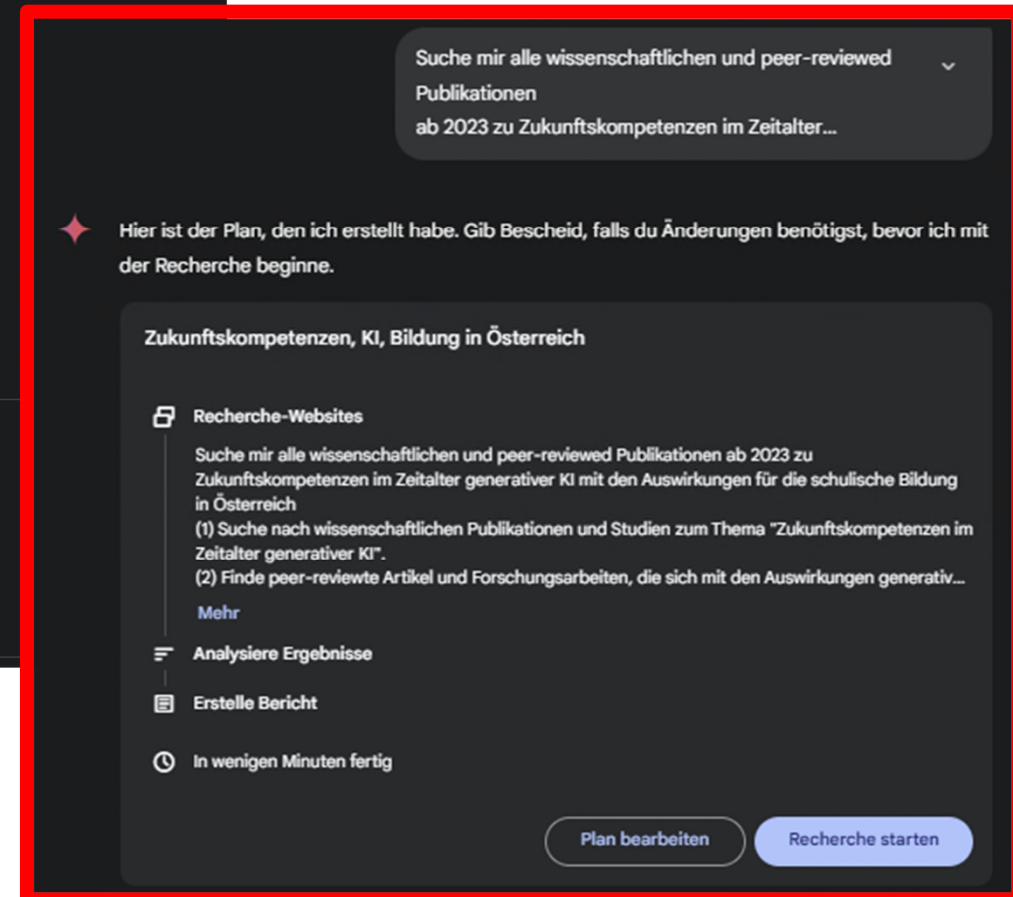 Suche mir alle wissenschaftlichen und peer-reviewed
Publikationen
ab 2023 zu Zukunftskompetenzen im Zeitalter...
Hier ist der Plan, den ich erstellt habe. Gib Bescheid, falls du Änderungen benötigst, bevor ich mit
der Recherche beginne.
Zukunftskompetenzen, KI, Bildung in Österreich
Recherche-Websites
Suche mir alle wissenschaftlichen und peer-reviewed Publikationen ab 2023 zu
Zukunftskompetenzen im Zeitalter generativer KI mit den Auswirkungen für die schulische Bildung
in Österreich
(1) Suche nach wissenschaftlichen Publikationen und Studien zum Thema "Zukunftskompetenzen im
Zeitalter generativer KI".
(2) Finde peer-reviewte Artikel und Forschungsarbeiten, die sich mit den Auswirkungen generativ...
Mehr
Analysiere Ergebnisse
Erstelle Bericht
In wenigen Minuten fertig
Plan bearbeiten
Recherche starten